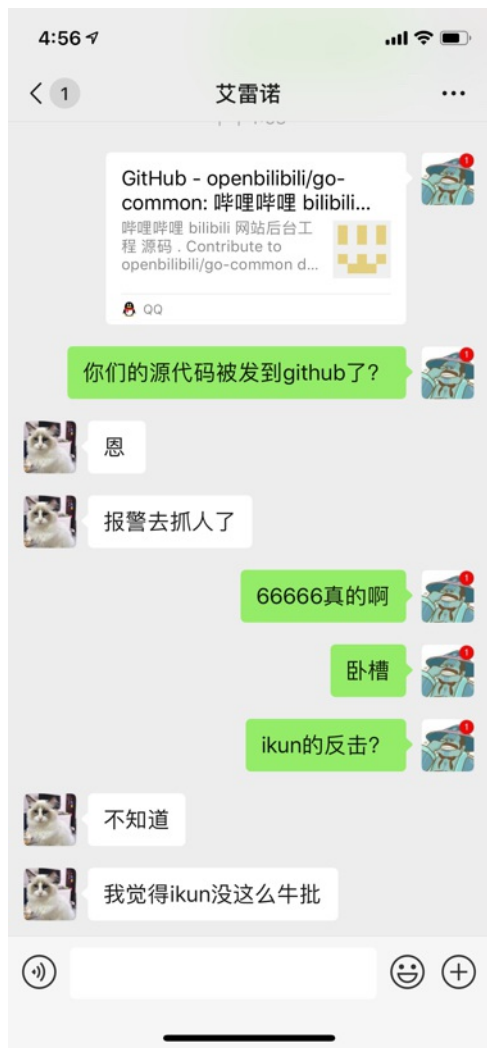 4:56
1
艾雷诺
GitHub - openbilibili/go-
common: 哔哩哔哩 bilibili...
哔哩哔哩 bilibili 网站后台工
程 源码 . Contribute to
openbilibili/go-common d...
QQ
你们的源代码被发到github了?
恩
报警去抓人了
66666真的啊
卧槽
ikun的反击?
不知道
我觉得ikun没这么牛批